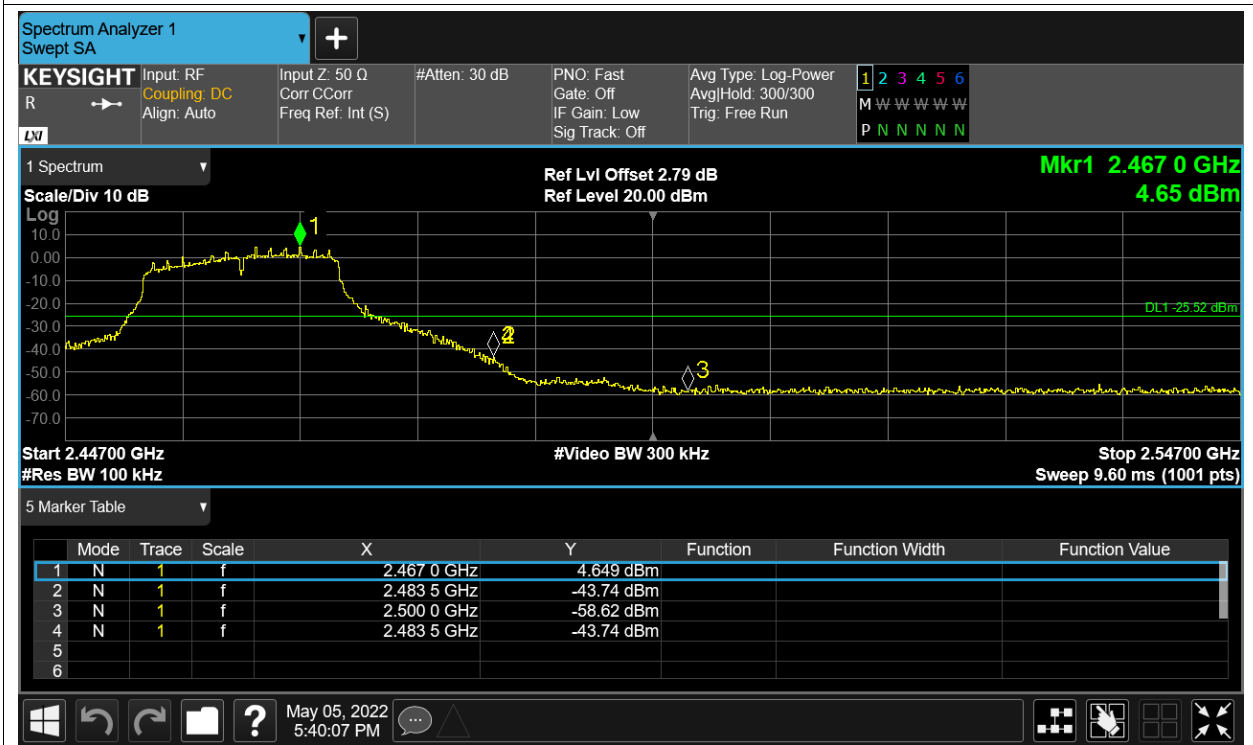 Spectrum Analyzer 1
Swept SA
+
KEYSIGHT Input: RF Input Z: 50 Ω #Atten: 30 dB PNO: Fast Avg Type: Log-Power 1 2 3 4 5 6
R Coupling: DC Corr CCorr Gate: Off Avg|Hold: 300/300 M W W W W W
Align: Auto Freq Ref: Int (S) IF Gain: Low Trig: Free Run
LXI Sig Track: Off P N N N N N
1 Spectrum Ref Lvl Offset 2.79 dB Mkr1 2.467 0 GHz
Scale/Div 10 dB Ref Level 20.00 dBm 4.65 dBm
Log
1
10.0
0.00
-10.0
-20.0
DL1 -25.52 dBm
-30.0
-40.0
-50.0
3
-60.0
-70.0
Start 2.44700 GHz #Video BW 300 kHz Stop 2.54700 GHz
#Res BW 100 kHz Sweep 9.60 ms (1001 pts)
5 Marker Table
Mode Trace Scale X Y Function Function Width Function Value
1 N 1 f 2.467 0 GHz 4.649 dBm
2 N 1 f 2.483 5 GHz -43.74 dBm
3 N 1 f 2.500 0 GHz -58.62 dBm
4 N 1 f 2.483 5 GHz -43.74 dBm
5
6
? May 05, 2022
5:40:07 PM